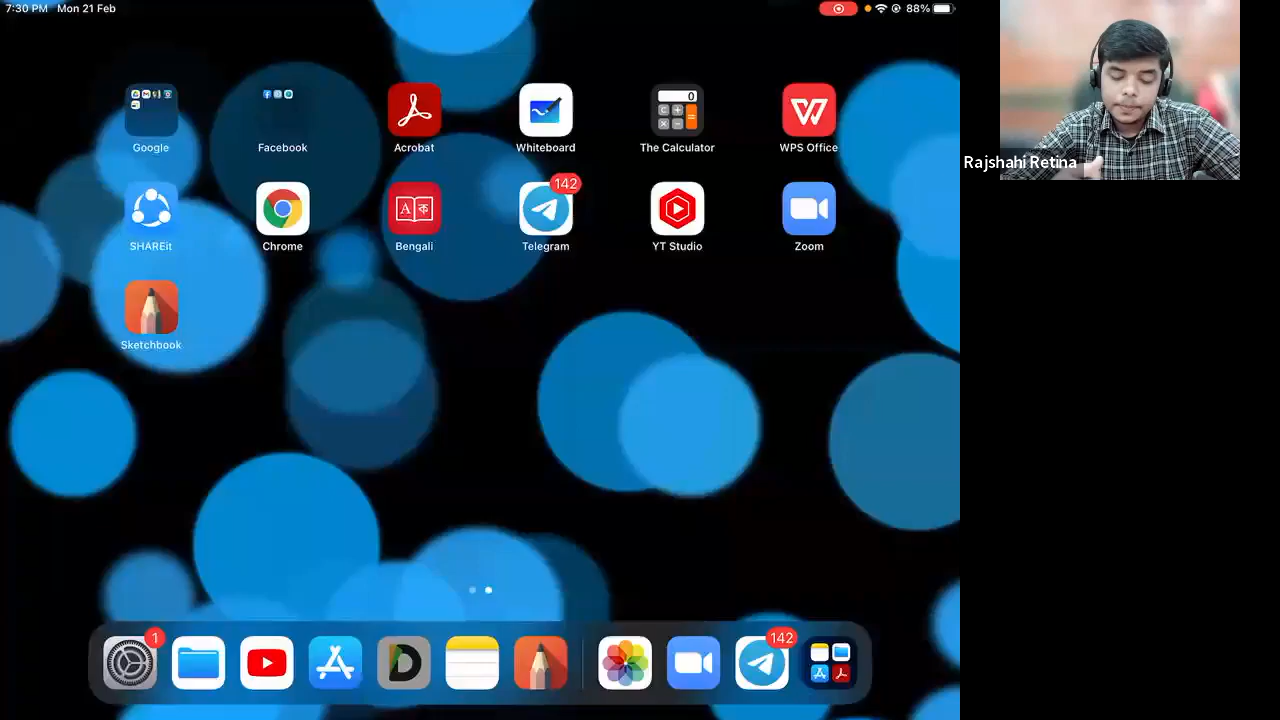 7:30 PM Mon 21 Feb
88%
Google
Facebook
Acrobat
Whiteboard
0
The Calculator
WPS Office
SHAREit
Chrome
A ক
Bengali
142
Telegram
YT Studio
Zoom
Sketchbook
Rajshahi Retina
1
142